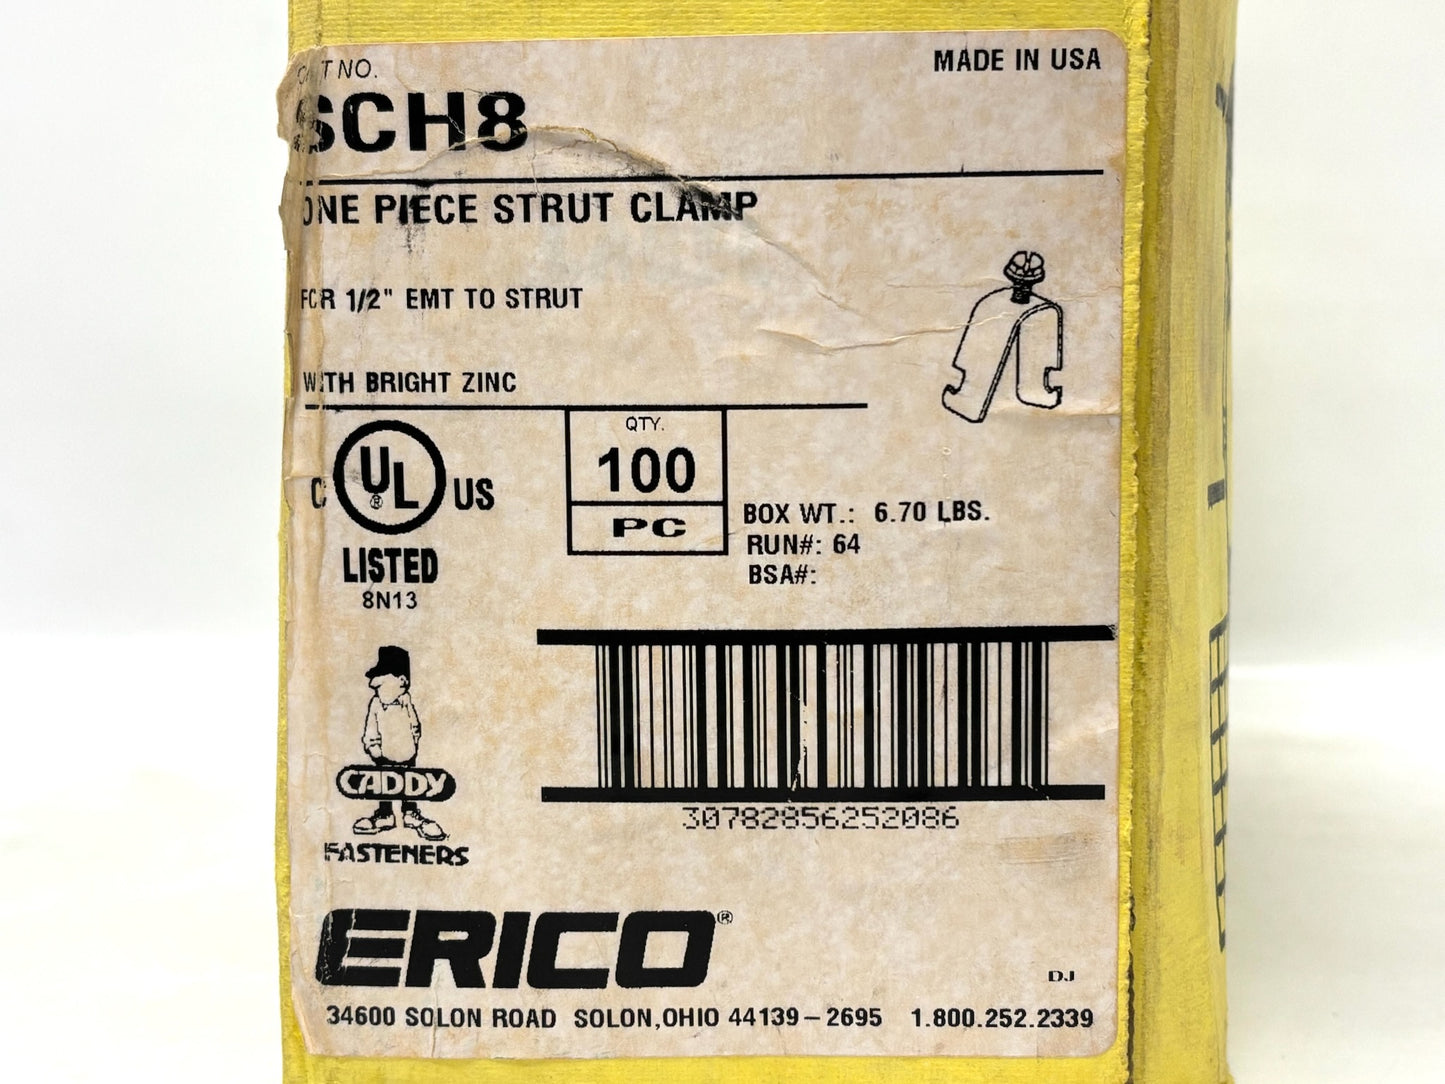 CAT NO.
MADE IN USA
SCH8
ONE PIECE STRUT CLAMP
FOR 1/2" EMT TO STRUT
WITH BRIGHT ZINC
C UL ® US
LISTED
8N13
QTY.
100
PC
BOX WT.: 6.70 LBS.
RUN#: 64
BSA#:
30782856252086
CADDY
FASTENERS
ERICO®
DJ
34600 SOLON ROAD SOLON, OHIO 44139-2695 1.800.252.2339